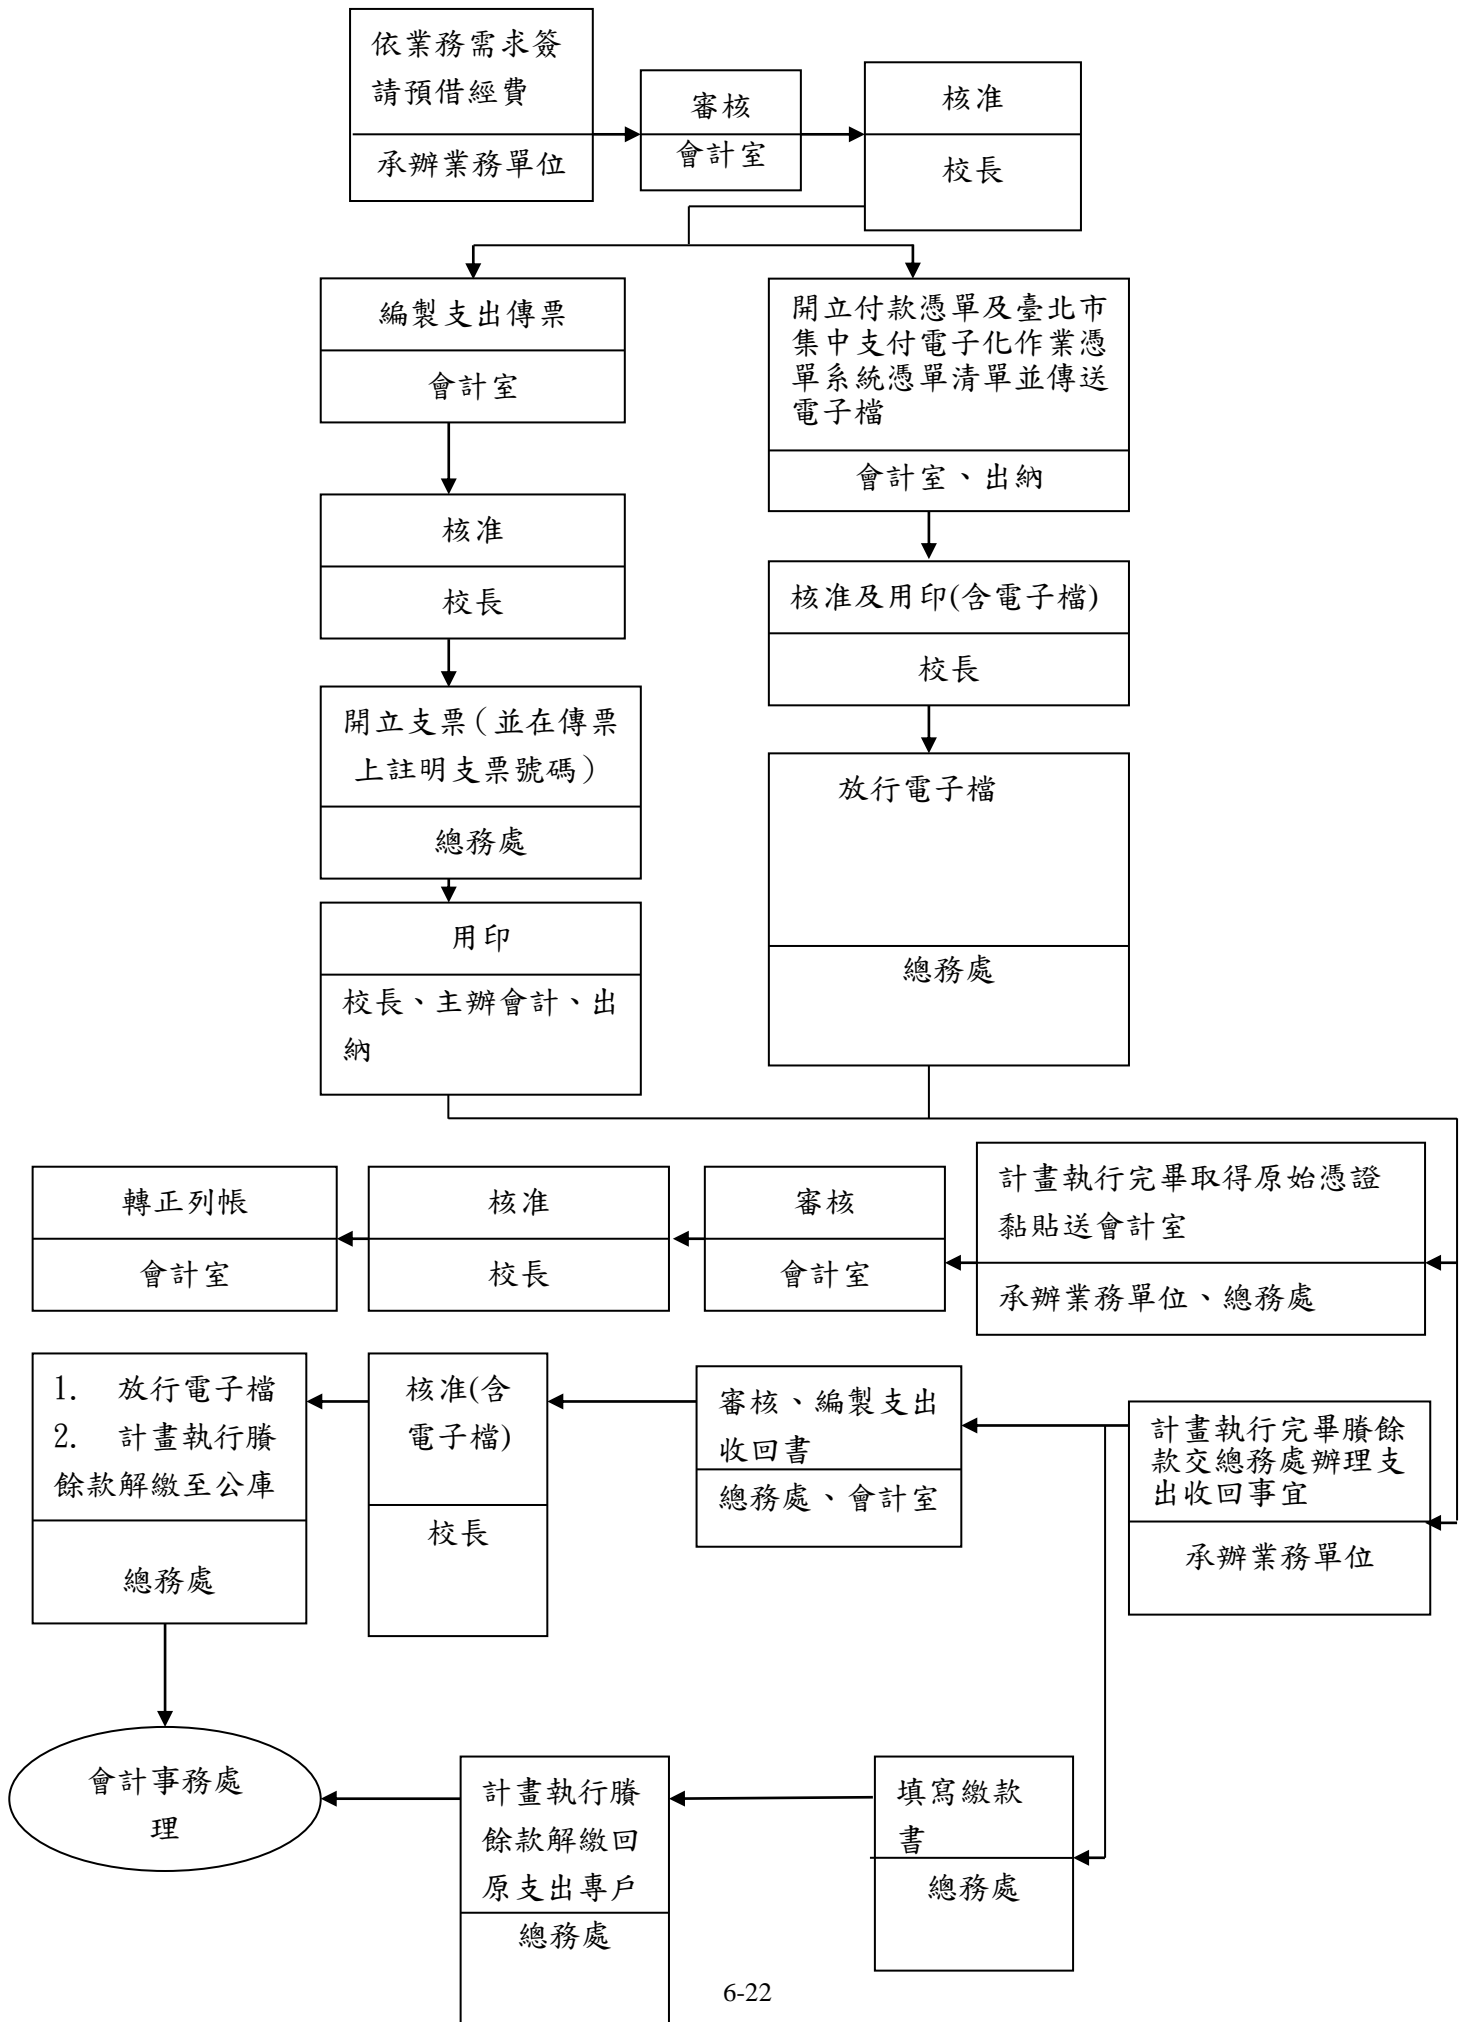 依業務需求簽
請預借經費
承辦業務單位
審核
會計室
核准
校長
編製支出傳票
會計室
開立付款憑單及臺北市
集中支付電子化作業憑
單系統憑單清單並傳送
電子檔
會計室、出納
核准
校長
核准及用印(含電子檔)
校長
開立支票（並在傳票
上註明支票號碼）
總務處
放行電子檔
總務處
用印
校長、主辦會計、出
納
計畫執行完畢取得原始憑證
黏貼送會計室
承辦業務單位、總務處
審核
會計室
核准
校長
轉正列帳
會計室
計畫執行完畢賸餘
款交總務處辦理支
出收回事宜
承辦業務單位
審核、編製支出
收回書
總務處、會計室
核准(含
電子檔)
校長
1. 放行電子檔
2. 計畫執行賸
餘款解繳至公庫
總務處
填寫繳款
書
總務處
計畫執行賸
餘款解繳回
原支出專戶
總務處
會計事務處
理
6-22